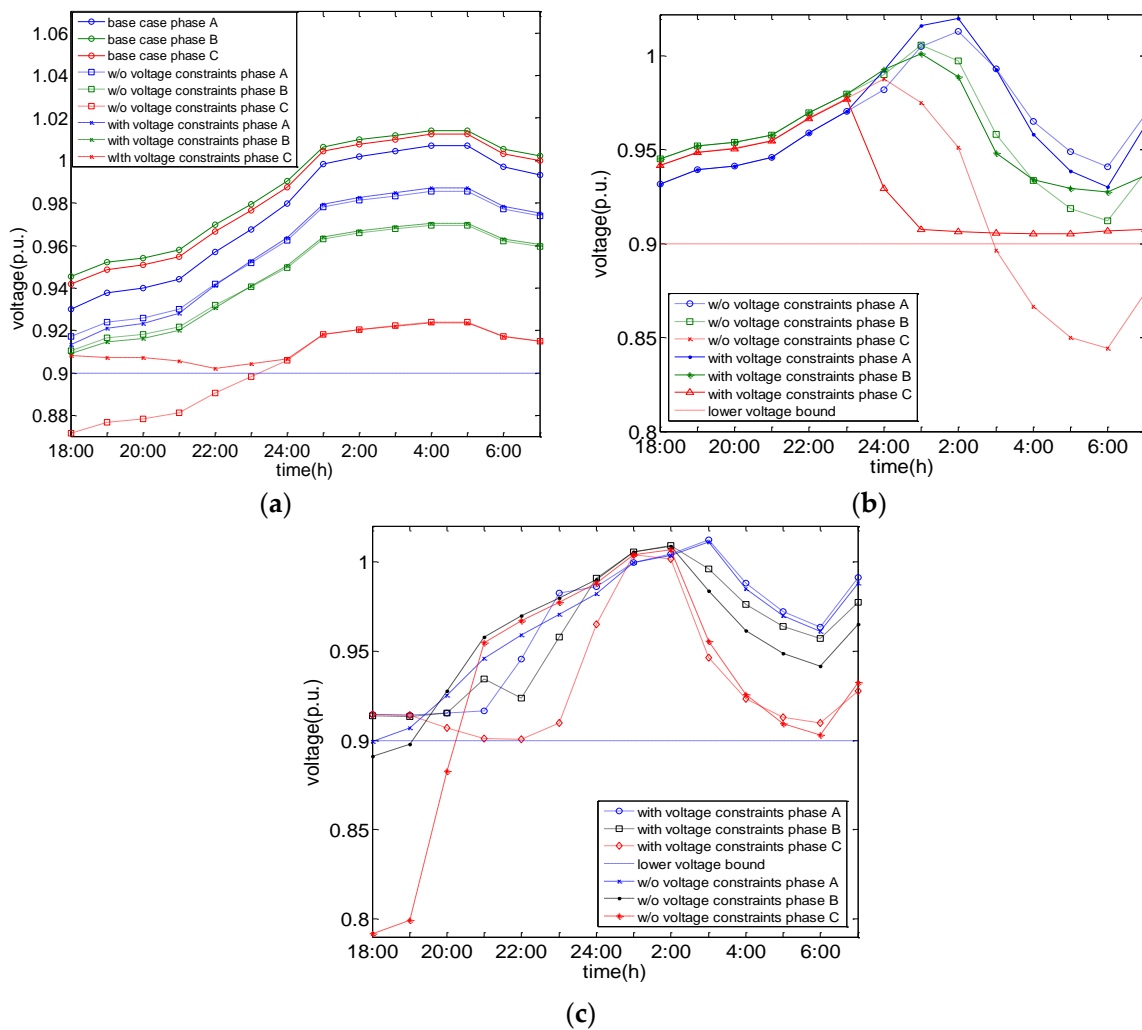 1.06
1.04
1.02
1
0.98
0.96
0.94
0.92
0.9
0.88
voltage(p.u.)
base case phase A
base case phase B
base case phase C
w/o voltage constraints phase A
w/o voltage constraints phase B
w/o voltage constraints phase C
with voltage constraints phase A
with voltage constraints phase B
with voltage constraints phase C
18:00 20:00 22:00 24:00 2:00 4:00 6:00
time(h)
(a)
1
0.95
0.9
0.85
0.8
voltage(p.u.)
w/o voltage constraints phase A
w/o voltage constraints phase B
w/o voltage constraints phase C
with voltage constraints phase A
with voltage constraints phase B
with voltage constraints phase C
lower voltage bound
18:00 20:00 22:00 24:00 2:00 4:00 6:00
time(h)
(b)
1
0.95
0.9
0.85
0.8
voltage(p.u.)
with voltage constraints phase A
with voltage constraints phase B
with voltage constraints phase C
lower voltage bound
w/o voltage constraints phase A
w/o voltage constraints phase B
w/o voltage constraints phase C
18:00 20:00 22:00 24:00 2:00 4:00 6:00
time(h)
(c)